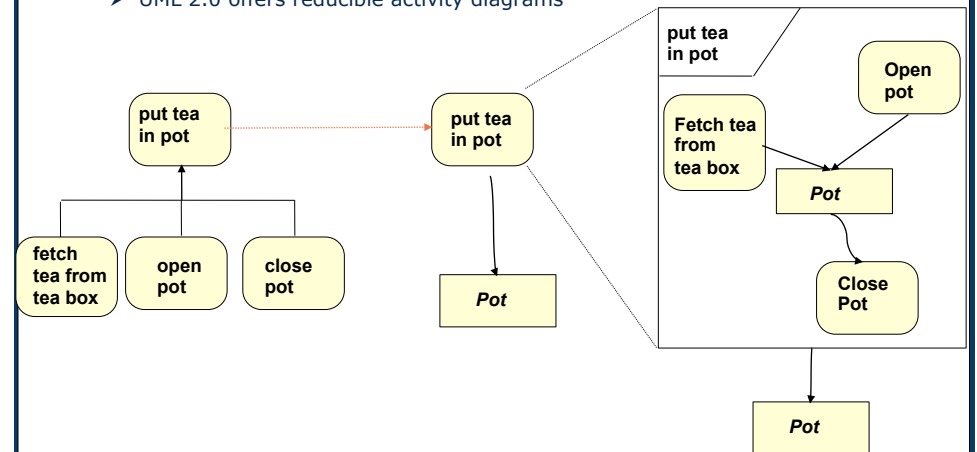 ➤ UML 2.0 offers reducible activity diagrams
put tea
in pot
fetch
tea from
tea box
open
pot
close
pot
put tea
in pot
Pot
put tea
in pot
Open
pot
Fetch tea
from
tea box
Pot
Close
Pot
Pot